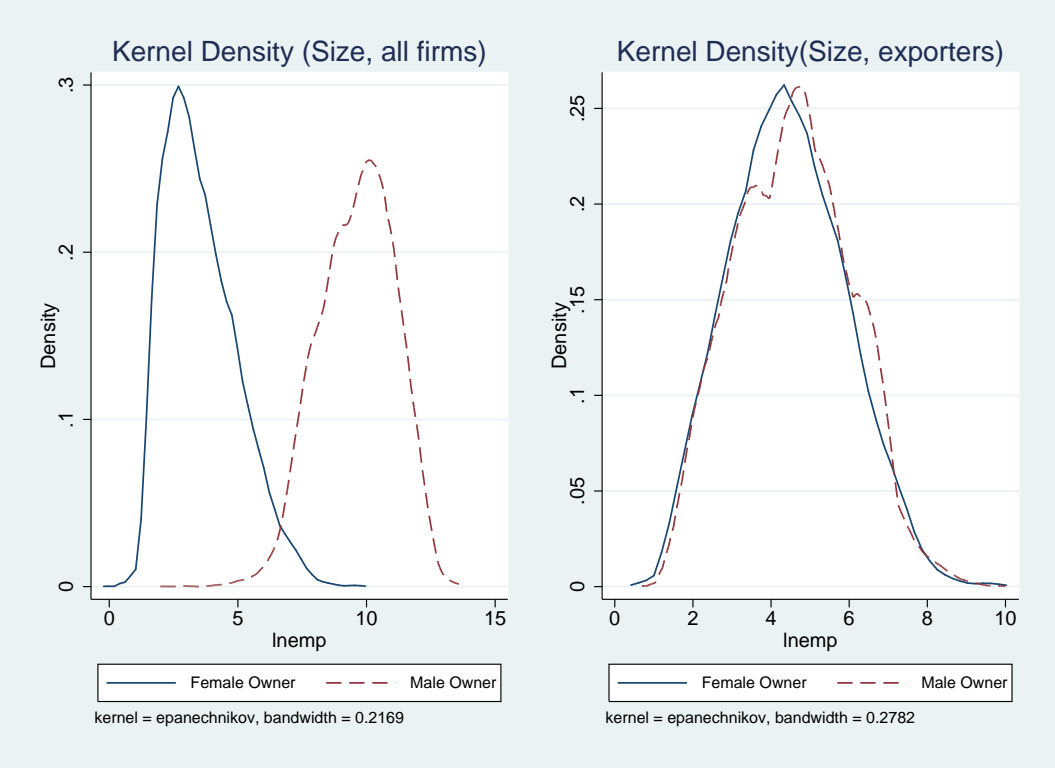 Kernel Density (Size, all firms)
.3
.2
.1
0
Density
0 5 10 15
lnemp
Female Owner Male Owner
kernel = epanechnikov, bandwidth = 0.2169
Kernel Density(Size, exporters)
.25
.2
.15
.1
.05
0
Density
0 2 4 6 8 10
lnemp
Female Owner Male Owner
kernel = epanechnikov, bandwidth = 0.2782